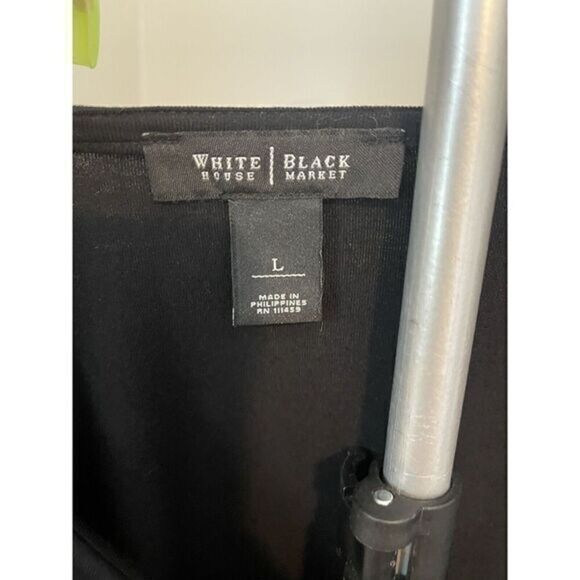 WHITE | BLACK
HOUSE | MARKET
L
MADE IN
PHILIPPINES
RN 111459